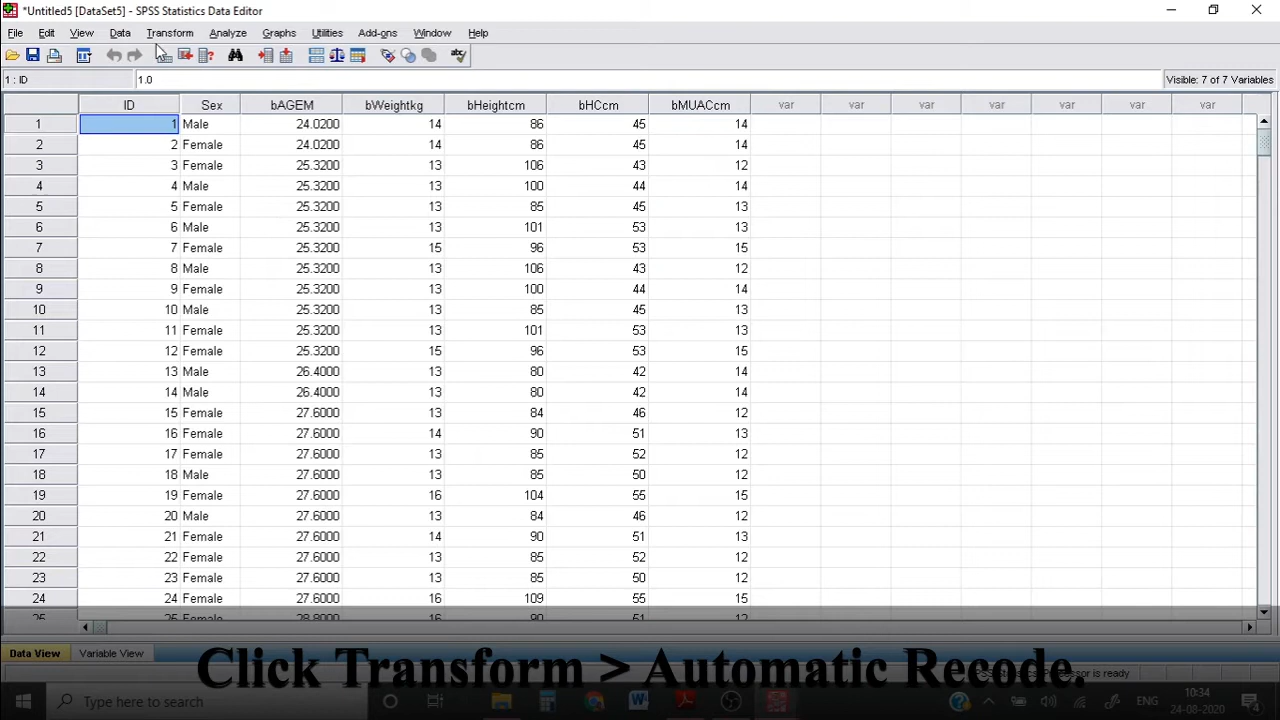 *Untitled5 [DataSet5] - SPSS Statistics Data Editor
File Edit View Data Transform Analyze Graphs Utilities Add-ons Window Help
1 : ID 1.0 Visible: 7 of 7 Variables
ID Sex bAGEM bWeightkg bHeightcm bHCcm bMUACcm var var var var var var var
1 1 Male 24.0200 14 86 45 14
2 2 Female 24.0200 14 86 45 14
3 3 Female 25.3200 13 106 43 12
4 4 Male 25.3200 13 100 44 14
5 5 Female 25.3200 13 85 45 13
6 6 Male 25.3200 13 101 53 13
7 7 Female 25.3200 15 96 53 15
8 8 Male 25.3200 13 106 43 12
9 9 Female 25.3200 13 100 44 14
10 10 Male 25.3200 13 85 45 13
11 11 Female 25.3200 13 101 53 13
12 12 Female 25.3200 15 96 53 15
13 13 Male 26.4000 13 80 42 14
14 14 Male 26.4000 13 80 42 14
15 15 Female 27.6000 13 84 46 12
16 16 Female 27.6000 14 90 51 13
17 17 Female 27.6000 13 85 52 12
18 18 Male 27.6000 13 85 50 12
19 19 Female 27.6000 16 104 55 15
20 20 Male 27.6000 13 84 46 12
21 21 Female 27.6000 14 90 51 13
22 22 Female 27.6000 13 85 52 12
23 23 Female 27.6000 13 85 50 12
24 24 Female 27.6000 16 109 55 15
25 25 Female 28.8000 16 90 51 12
Data View Variable View
Click Transform > Automatic Recode.
Processor is ready
Type here to search
ENG
10:34
24-08-2020